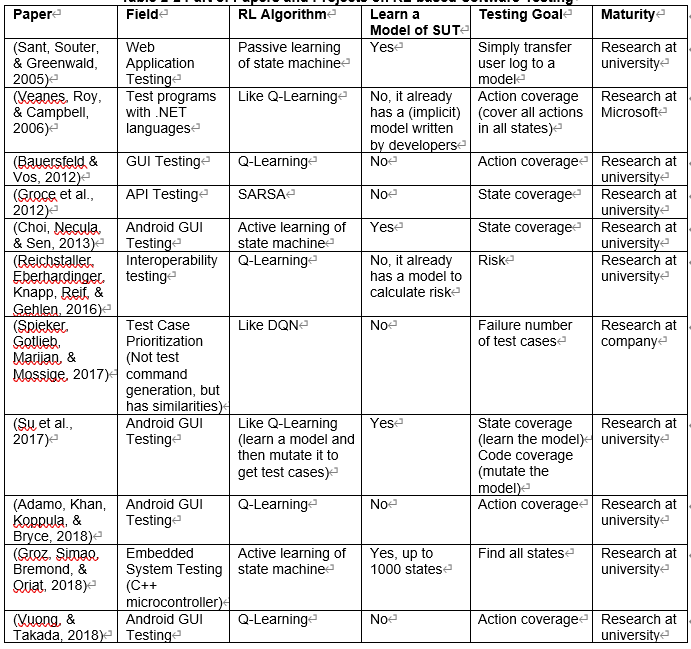 Table Part of Papers and Projects on RL-based Software Testing
Paper
Field
RL Algorithm
Learn a
Model of SUT
Testing Goal
Maturity
(Sant, Souter,
& Greenwald,
2005)
Web
Application
Testing
Passive learning
of state machine
Yes
Simply transfer
user log to a
model
Research at
university
(Veanes, Roy,
& Campbell,
2006)
Test programs
with .NET
languages
Like Q-Learning
No, it already
has a (implicit)
model written
by developers
Action coverage
(cover all actions
in all states)
Research at
Microsoft
(Bauersfeld &
Vos, 2012)
GUI Testing
Q-Learning
No
Action coverage
Research at
university
(Groce et al.,
2012)
API Testing
SARSA
No
State coverage
Research at
university
(Choi, Necula,
& Sen, 2013)
Android GUI
Testing
Active learning of
state machine
Yes
State coverage
Research at
university
(Reichstaller,
Eberhardinger,
Knapp, Reif, &
Gehlen, 2016)
Interoperability
testing
Q-Learning
No, it already
has a model to
calculate risk
Risk
Research at
university
(Spieker,
Gotlieb,
Marijan, &
Mossige, 2017)
Test Case
Prioritization
(Not test
command
generation, but
has similarities)
Like DQN
No
Failure number
of test cases
Research at
company
(Su et al.,
2017)
Android GUI
Testing
Like Q-Learning
(learn a model and
then mutate it to
get test cases)
Yes
State coverage
(learn the model)
Code coverage
(mutate the
model)
Research at
university
(Adamo, Khan,
Koppula, &
Bryce, 2018)
Android GUI
Testing
Q-Learning
No
Action coverage
Research at
university
(Groz, Simao,
Bremond, &
Oriat, 2018)
Embedded
System Testing
(C++
microcontroller)
Active learning of
state machine
Yes, up to
1000 states
Find all states
Research at
university
(Vuong, &
Takada, 2018)
Android GUI
Testing
Q-Learning
No
Action coverage
Research at
university